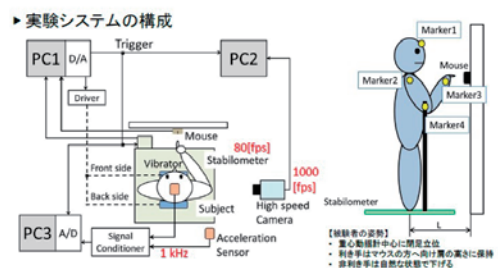 ▶ 実験システムの構成
Trigger
PC1
D/A
PC2
Driver
Mouse
80[fps]
Stabilometer
Vibrator
Front side
Back side
1000
[fps]
High speed
Camera
Subject
PC3
A/D
Signal
Conditioner
1 kHz
Acceleration
Sensor
Marker1
Mouse
Marker2
Marker3
Marker4
Stabilometer
L
【被験者の姿勢】
• 重心動揺計中心に閉足立位
• 利き手はマウスの方へ向け肩の高さに保持
• 非利き手は自然な状態で下げる